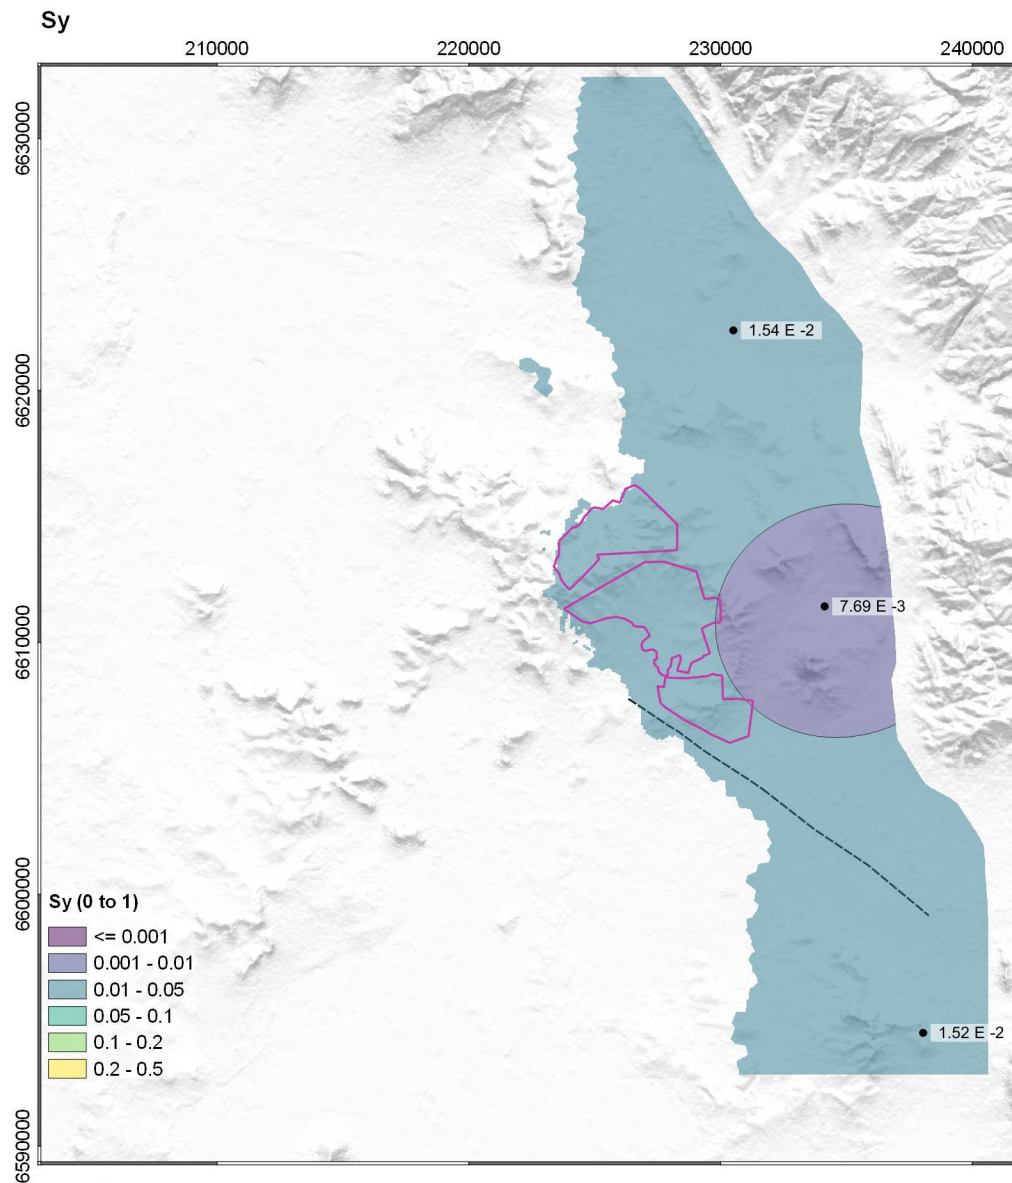 Sy
210000 220000 230000 240000
6630000
6620000
6610000
6600000
6590000
1.54 E -2
7.69 E -3
1.52 E -2
Sy (0 to 1)
<= 0.001
0.001 - 0.01
0.01 - 0.05
0.05 - 0.1
0.1 - 0.2
0.2 - 0.5